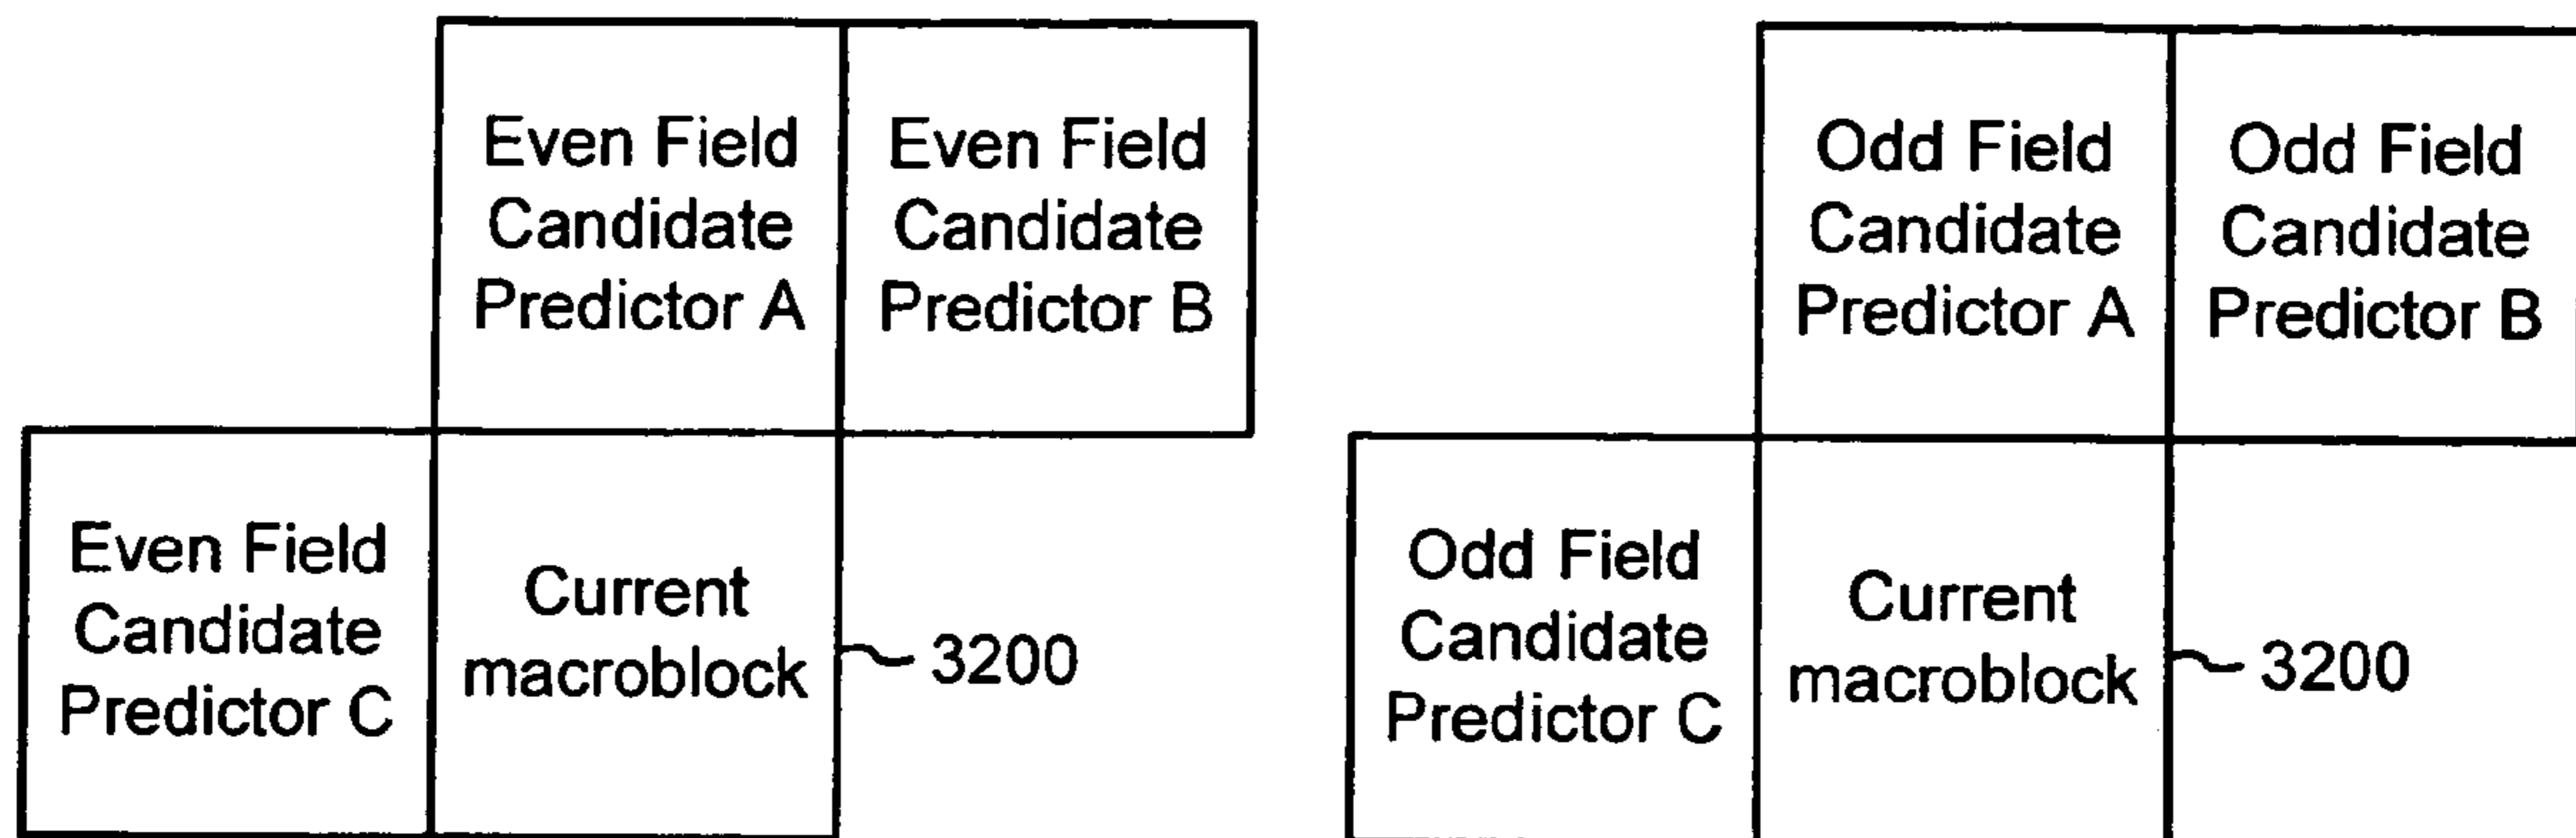 Even Field
Candidate
Predictor A
Even Field
Candidate
Predictor B
Even Field
Candidate
Predictor C
Current
macroblock
3200
Odd Field
Candidate
Predictor A
Odd Field
Candidate
Predictor B
Odd Field
Candidate
Predictor C
Current
macroblock
3200